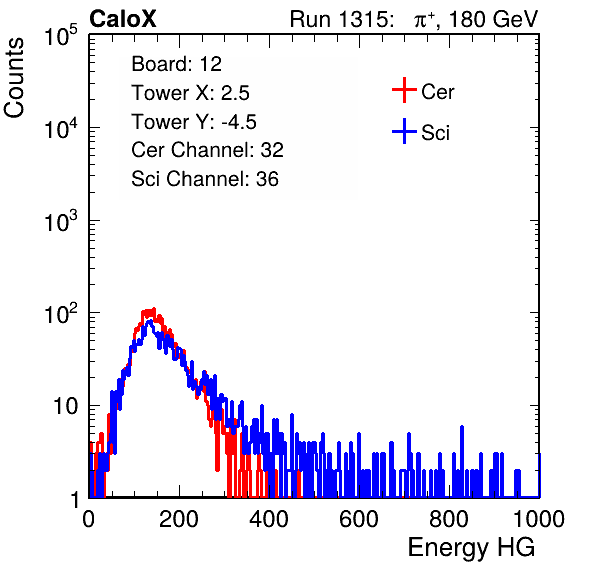 CaloX Run 1315: π⁺, 180 GeV
Counts
10⁵
10⁴
10³
10²
10
1
Board: 12
Tower X: 2.5
Tower Y: -4.5
Cer Channel: 32
Sci Channel: 36
Cer
Sci
0 200 400 600 800 1000
Energy HG